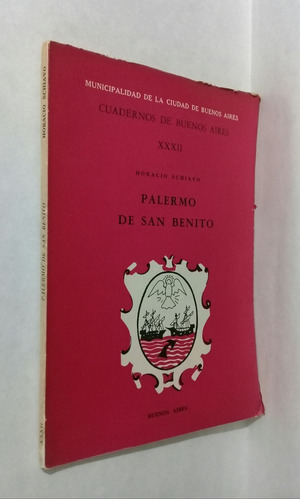 MUNICIPALIDAD DE LA CIUDAD DE BUENOS AIRES
CUADERNOS DE BUENOS AIRES
XXXII
HORACIO SCHIAVO
PALERMO
DE SAN BENITO
BUENOS AIRES
HORACIO SCHIAVO
PALERMO DE SAN BENITO
XXXII